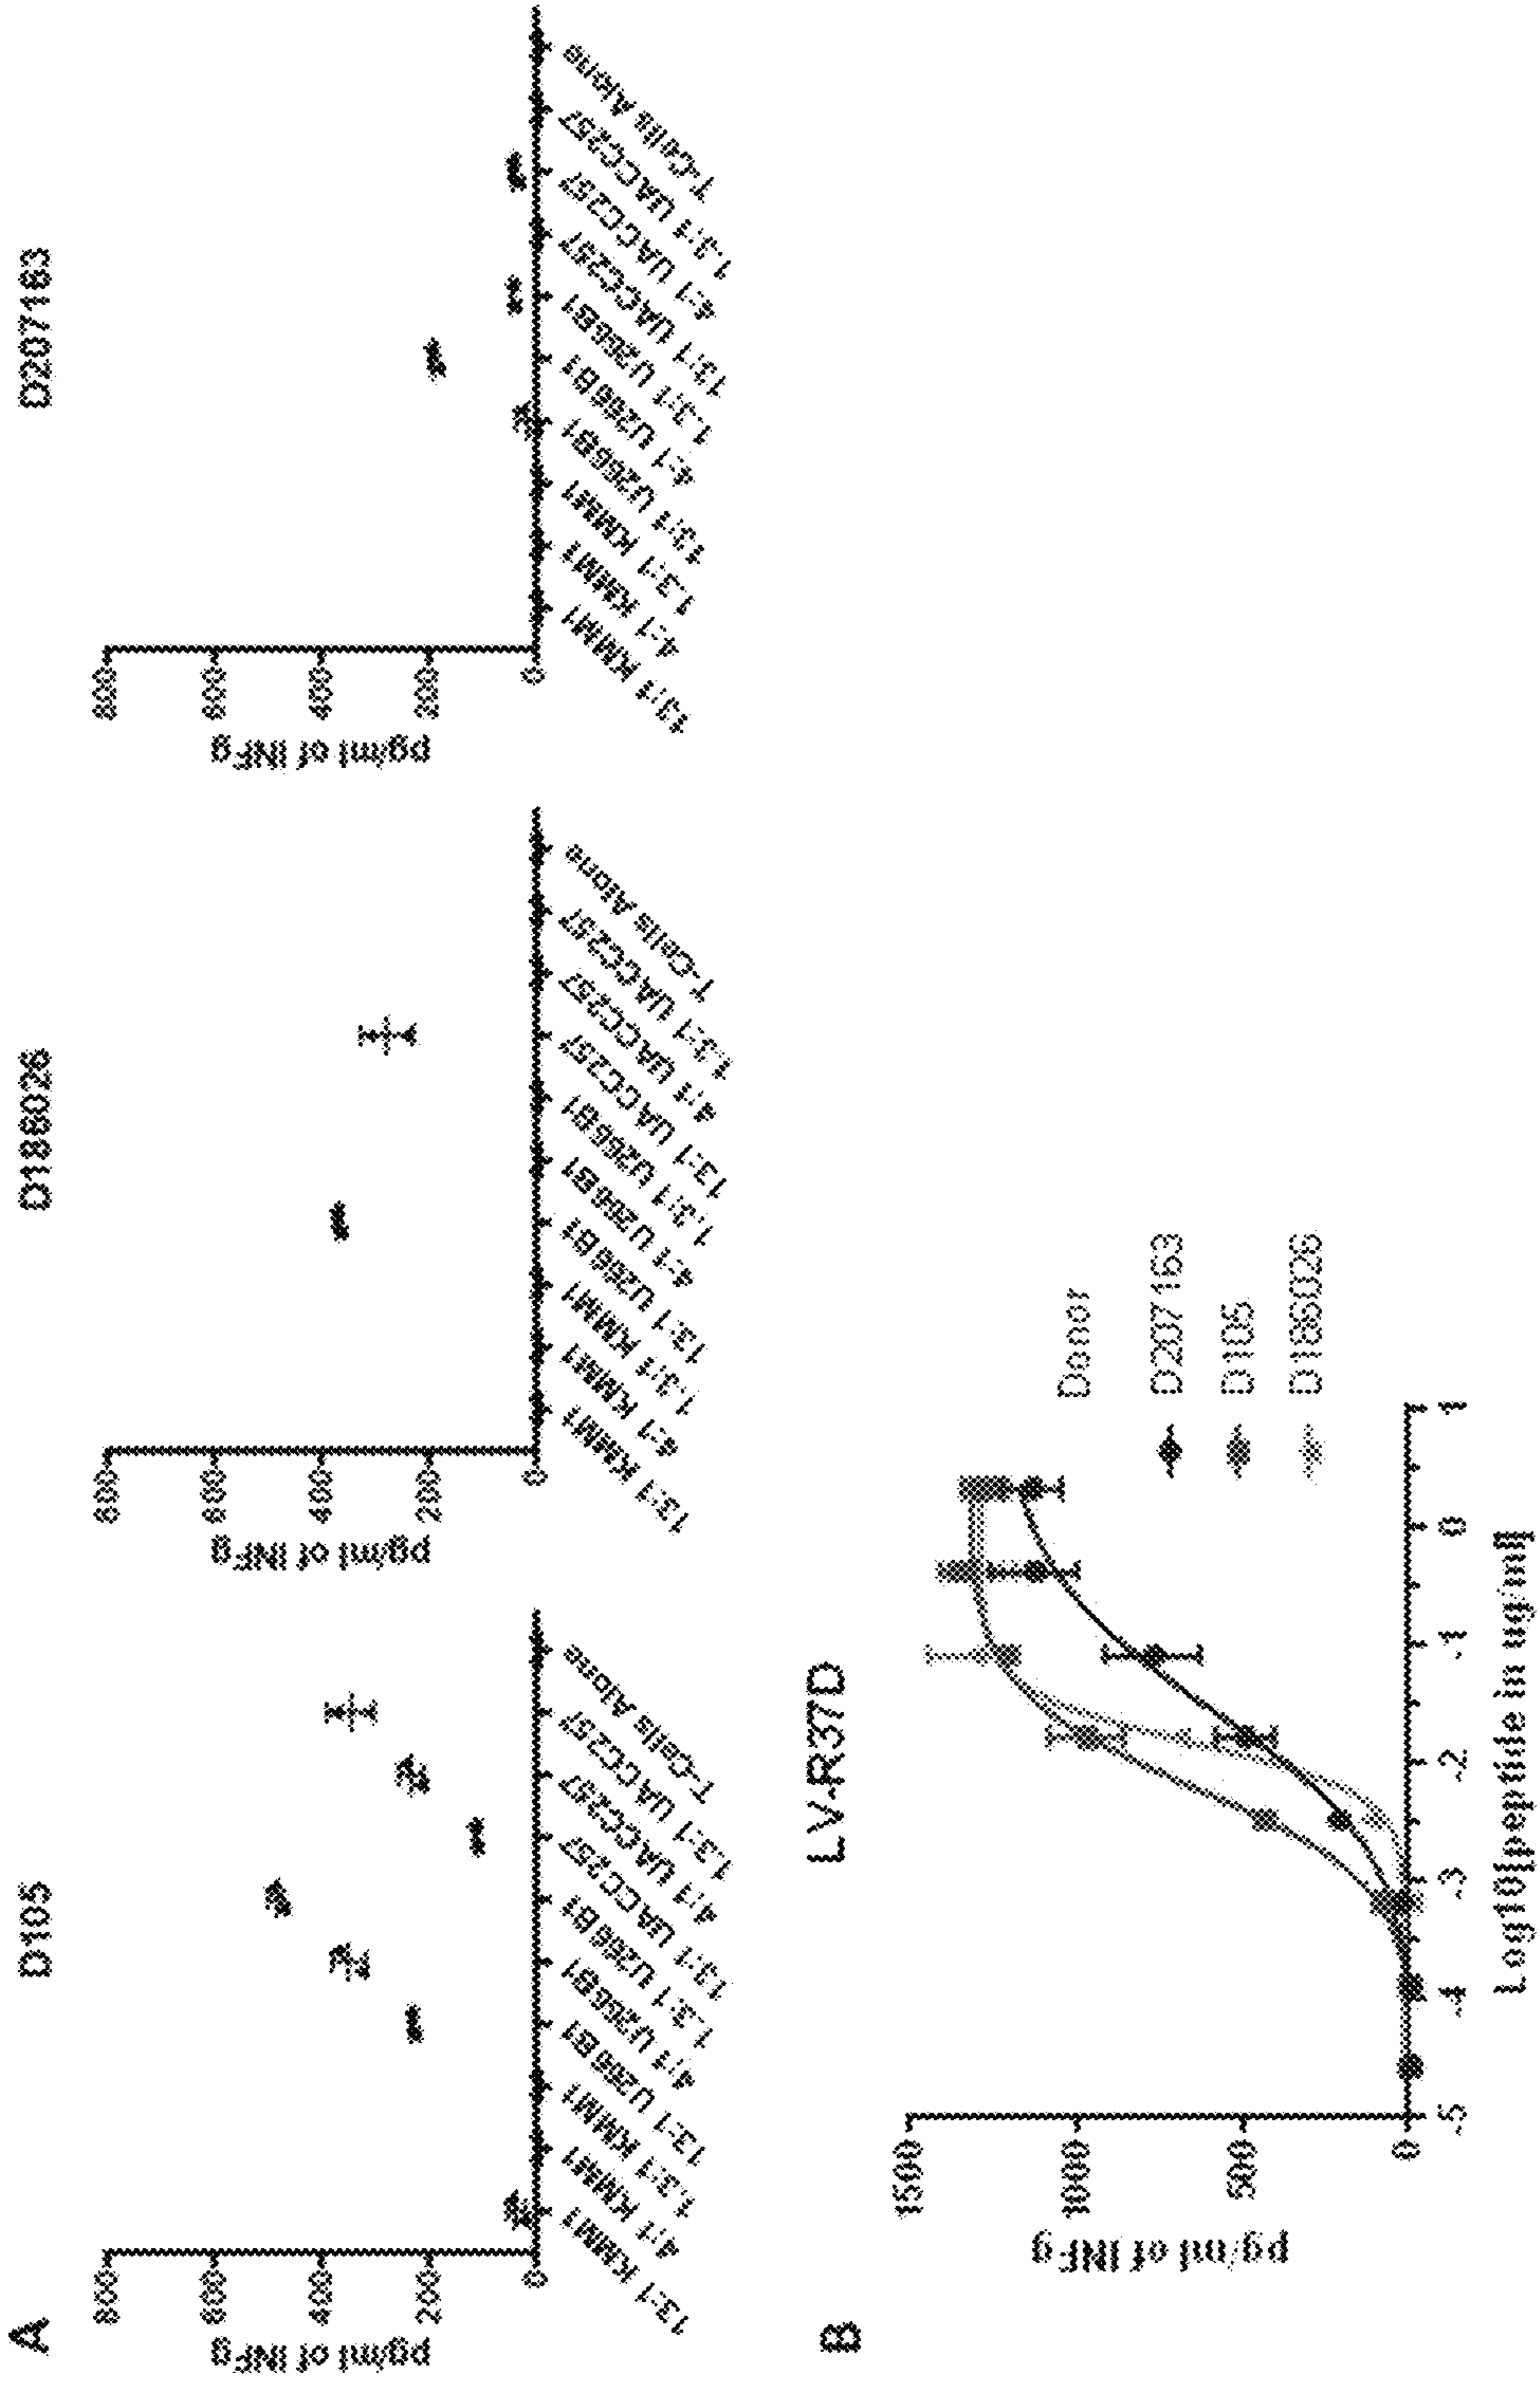 A
D105
pg/ml of INFg
800
600
400
200
0
13:1 KMM1
4:1 KMM1
1.3:1 KMM1
13:1 U266B1
4:1 U266B1
1.3:1 U266B1
13:1 UACC257
4:1 UACC257
1.3:1 UACC257
T-Cells Alone
D186026
pg/ml of INFg
800
600
400
200
0
13:1 KMM1
4:1 KMM1
1.3:1 KMM1
13:1 U266B1
4:1 U266B1
1.3:1 U266B1
13:1 UACC257
4:1 UACC257
1.3:1 UACC257
T-Cells Alone
D207163
pg/ml of INFg
800
600
400
200
0
13:1 KMM1
4:1 KMM1
1.3:1 KMM1
13:1 U266B1
4:1 U266B1
1.3:1 U266B1
13:1 UACC257
4:1 UACC257
1.3:1 UACC257
T-Cells Alone
B
LV-R37D
pg/ml of INFg
1500
1000
500
0
-5 -4 -3 -2 -1 0 1
Log10[peptide in ug/ml]
Donor
D207163
D105
D186026